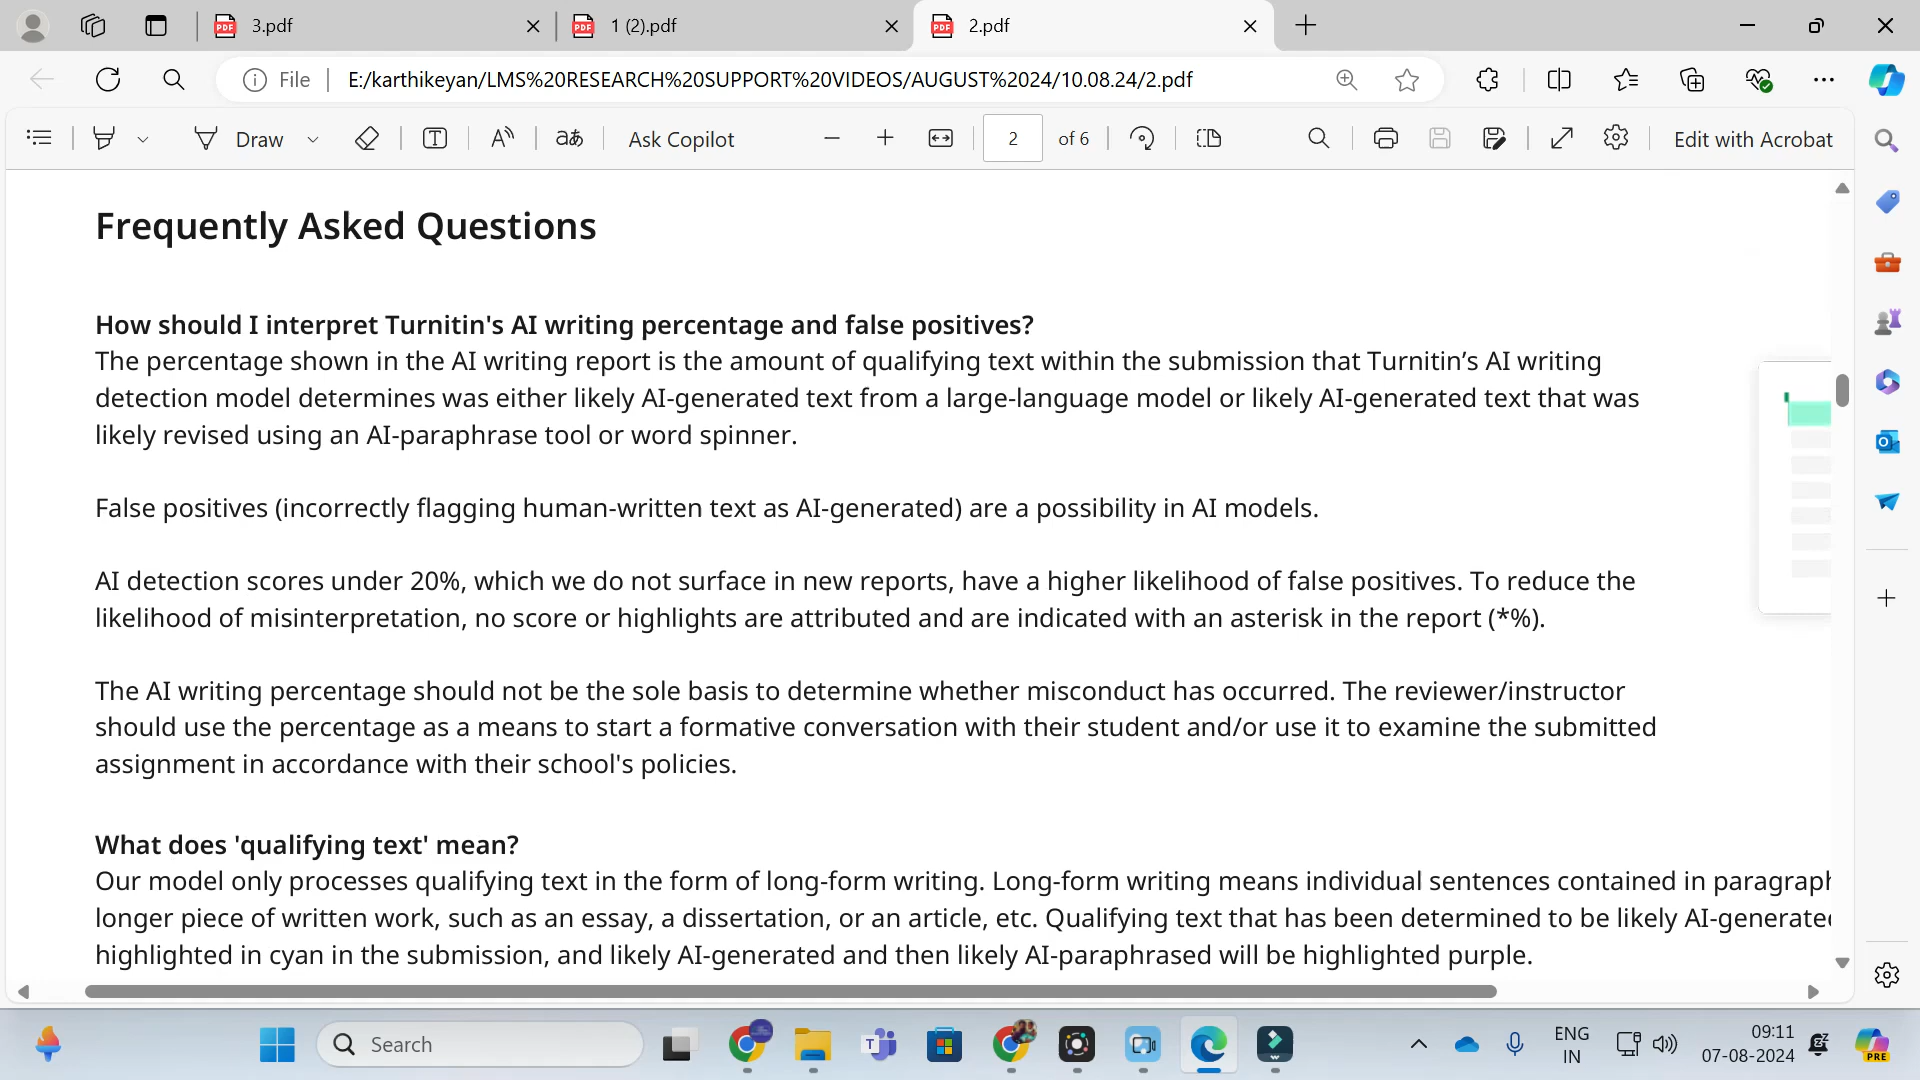 3.pdf
1 (2).pdf
2.pdf
File
E:/karthikeyan/LMS%20RESEARCH%20SUPPORT%20VIDEOS/AUGUST%2024/10.08.24/2.pdf
Draw
aあ
Ask Copilot
2
of 6
Edit with Acrobat
Frequently Asked Questions
How should I interpret Turnitin's AI writing percentage and false positives?
The percentage shown in the AI writing report is the amount of qualifying text within the submission that Turnitin’s AI writing
detection model determines was either likely AI-generated text from a large-language model or likely AI-generated text that was
likely revised using an AI-paraphrase tool or word spinner.
False positives (incorrectly flagging human-written text as AI-generated) are a possibility in AI models.
AI detection scores under 20%, which we do not surface in new reports, have a higher likelihood of false positives. To reduce the
likelihood of misinterpretation, no score or highlights are attributed and are indicated with an asterisk in the report (*%).
The AI writing percentage should not be the sole basis to determine whether misconduct has occurred. The reviewer/instructor
should use the percentage as a means to start a formative conversation with their student and/or use it to examine the submitted
assignment in accordance with their school's policies.
What does 'qualifying text' mean?
Our model only processes qualifying text in the form of long-form writing. Long-form writing means individual sentences contained in paragraph
longer piece of written work, such as an essay, a dissertation, or an article, etc. Qualifying text that has been determined to be likely AI-generated
highlighted in cyan in the submission, and likely AI-generated and then likely AI-paraphrased will be highlighted purple.
Search
ENG
IN
09:11
07-08-2024
PRE